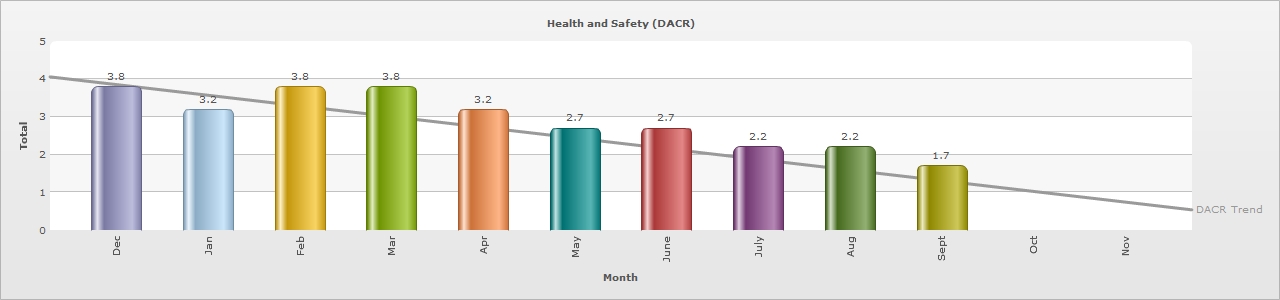 Health and Safety (DACR)
Total
5
4
3
2
1
0
3.8
3.2
3.8
3.8
3.2
2.7
2.7
2.2
2.2
1.7
DACR Trend
Dec
Jan
Feb
Mar
Apr
May
June
July
Aug
Sept
Oct
Nov
Month